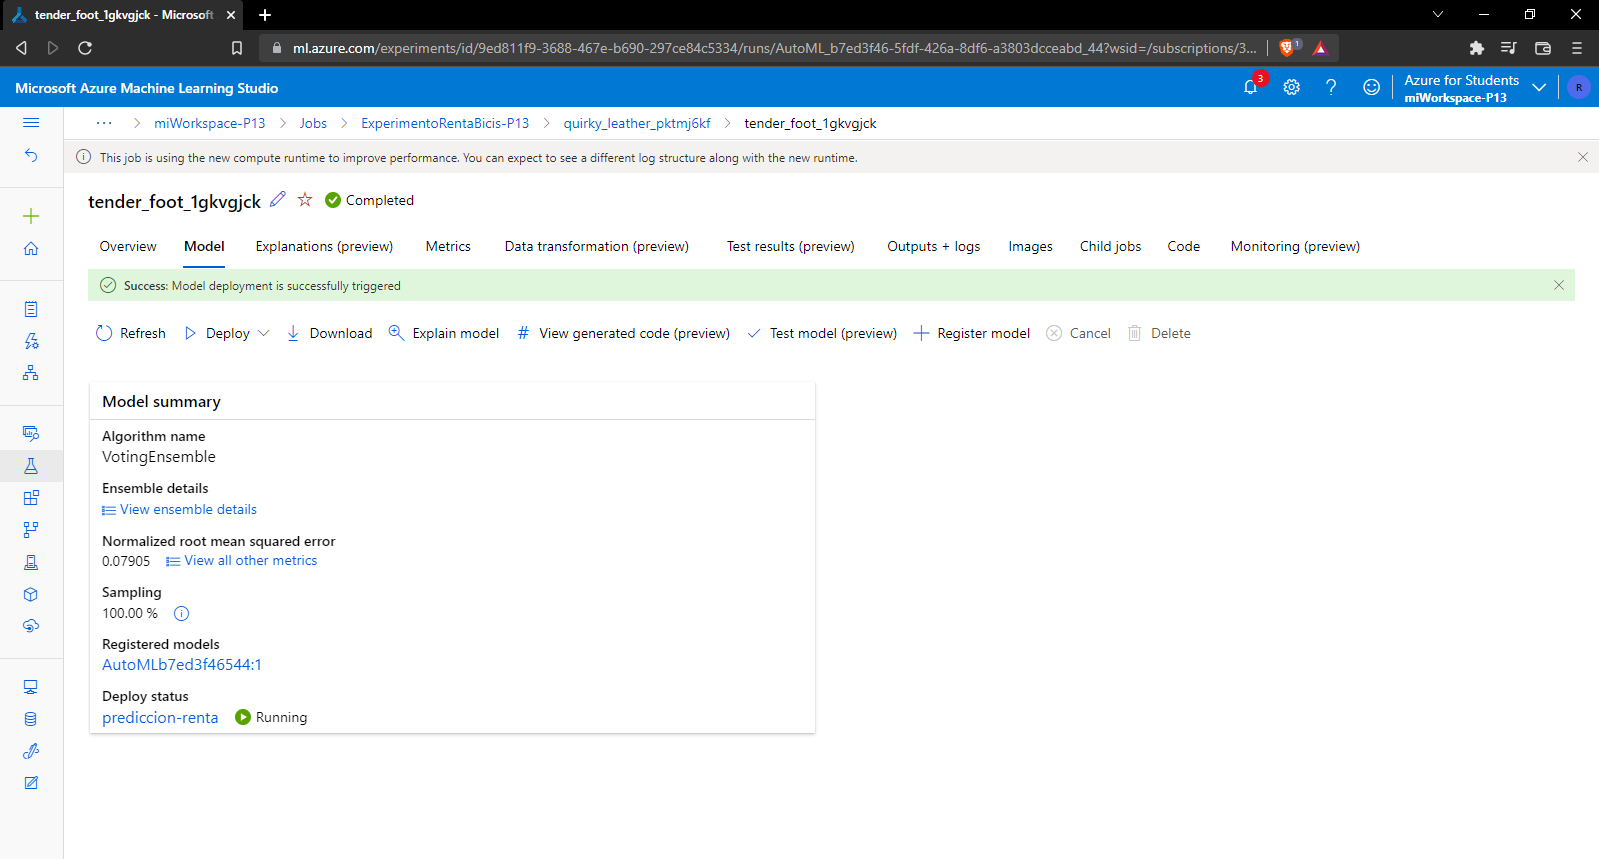 tender_foot_1gkvgjck - Microsoft
ml.azure.com/experiments/id/9ed811f9-3688-467e-b690-297ce84c5334/runs/AutoML_b7ed3f46-5fdf-426a-8df6-a3803dcceabd_44?wsid=/subscriptions/3...
1
Microsoft Azure Machine Learning Studio
3
Azure for Students
miWorkspace-P13
R
... > miWorkspace-P13 > Jobs > ExperimentoRentaBicis-P13 > quirky_leather_pktmj6kf > tender_foot_1gkvgjck
This job is using the new compute runtime to improve performance. You can expect to see a different log structure along with the new runtime.
tender_foot_1gkvgjck Completed
Overview Model Explanations (preview) Metrics Data transformation (preview) Test results (preview) Outputs + logs Images Child jobs Code Monitoring (preview)
Success: Model deployment is successfully triggered
Refresh Deploy Download Explain model # View generated code (preview) Test model (preview) Register model Cancel Delete
Model summary
Algorithm name
VotingEnsemble
Ensemble details
View ensemble details
Normalized root mean squared error
0.07905 View all other metrics
Sampling
100.00 %
Registered models
AutoMLb7ed3f46544:1
Deploy status
prediccion-renta Running